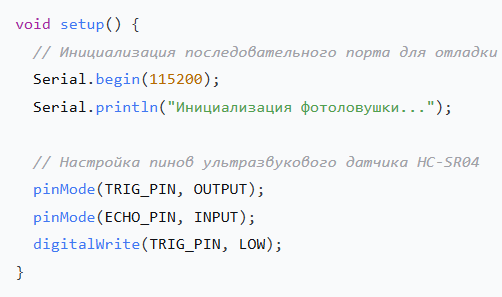 void setup() {
  // Инициализация последовательного порта для отладки
  Serial.begin(115200);
  Serial.println("Инициализация фотоловушки...");

  // Настройка пинов ультразвукового датчика HC-SR04
  pinMode(TRIG_PIN, OUTPUT);
  pinMode(ECHO_PIN, INPUT);
  digitalWrite(TRIG_PIN, LOW);
}